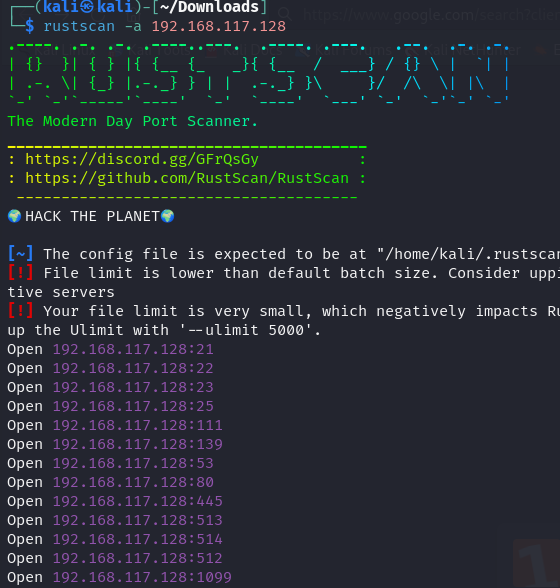 ┌──(kali㉿kali)-[~/Downloads]
└─$ rustscan -a 192.168.117.128
.----. .-. .-. .----..---.  .----. .---.   .--.  .-. .-.
| {}  }| { } |{ {__ {_   _}{ {__  /  ___} / {} \ |  `| |
| .-. \| {_} |.-._} } | |  .-._} }\     }/  /\  \| |\  |
`-' `-'`-----'`----'  `-'  `----'  `---' `-'  `-'`-' `-'
The Modern Day Port Scanner.
________________________________________
: https://discord.gg/GFrQsGy           :
: https://github.com/RustScan/RustScan :
 --------------------------------------
🌍HACK THE PLANET🌍
[~] The config file is expected to be at "/home/kali/.rustscan
[!] File limit is lower than default batch size. Consider uppi
tive servers
[!] Your file limit is very small, which negatively impacts Ru
up the Ulimit with '--ulimit 5000'.
Open 192.168.117.128:21
Open 192.168.117.128:22
Open 192.168.117.128:23
Open 192.168.117.128:25
Open 192.168.117.128:111
Open 192.168.117.128:139
Open 192.168.117.128:53
Open 192.168.117.128:80
Open 192.168.117.128:445
Open 192.168.117.128:513
Open 192.168.117.128:514
Open 192.168.117.128:512
Open 192.168.117.128:1099